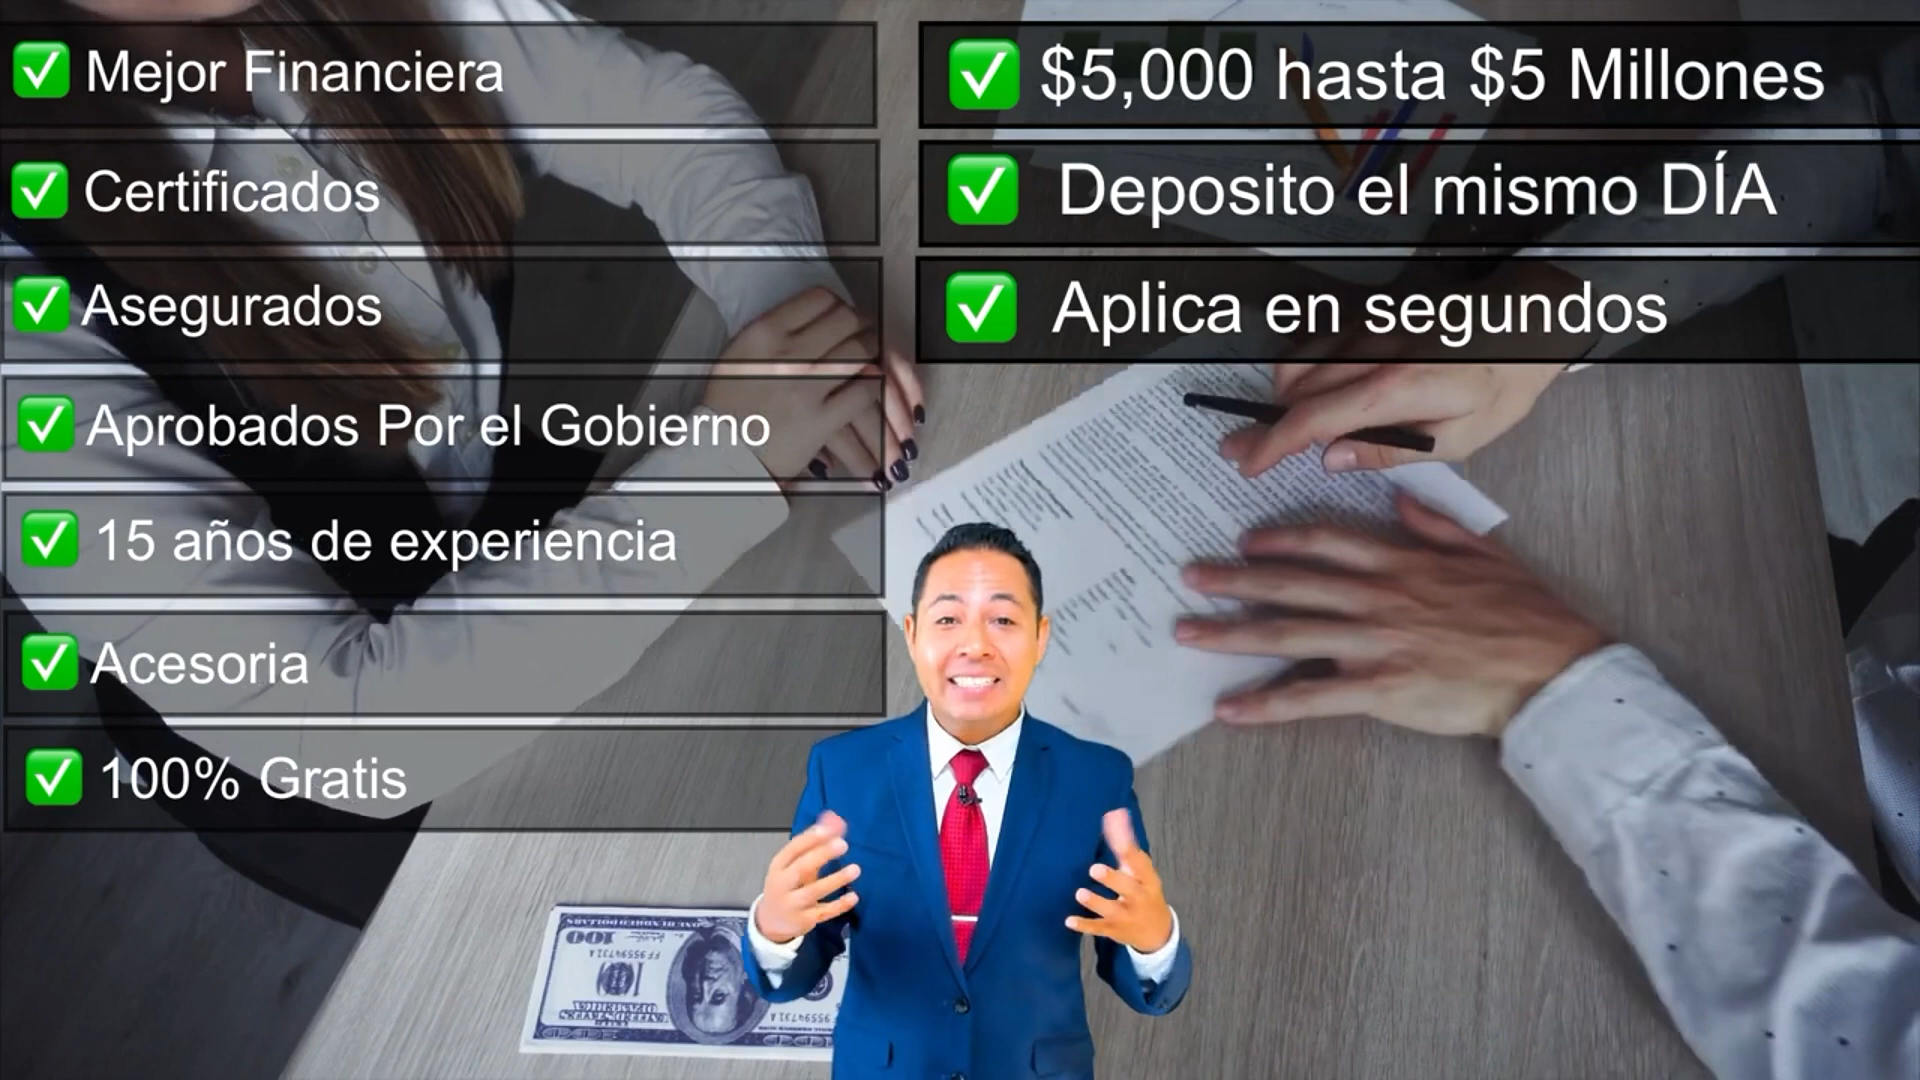 ✅ Mejor Financiera
✅ Certificados
✅ Asegurados
✅ Aprobados Por el Gobierno
✅ 15 años de experiencia
✅ Acesoria
✅ 100% Gratis
✅ $5,000 hasta $5 Millones
✅ Deposito el mismo DÍA
✅ Aplica en segundos
100